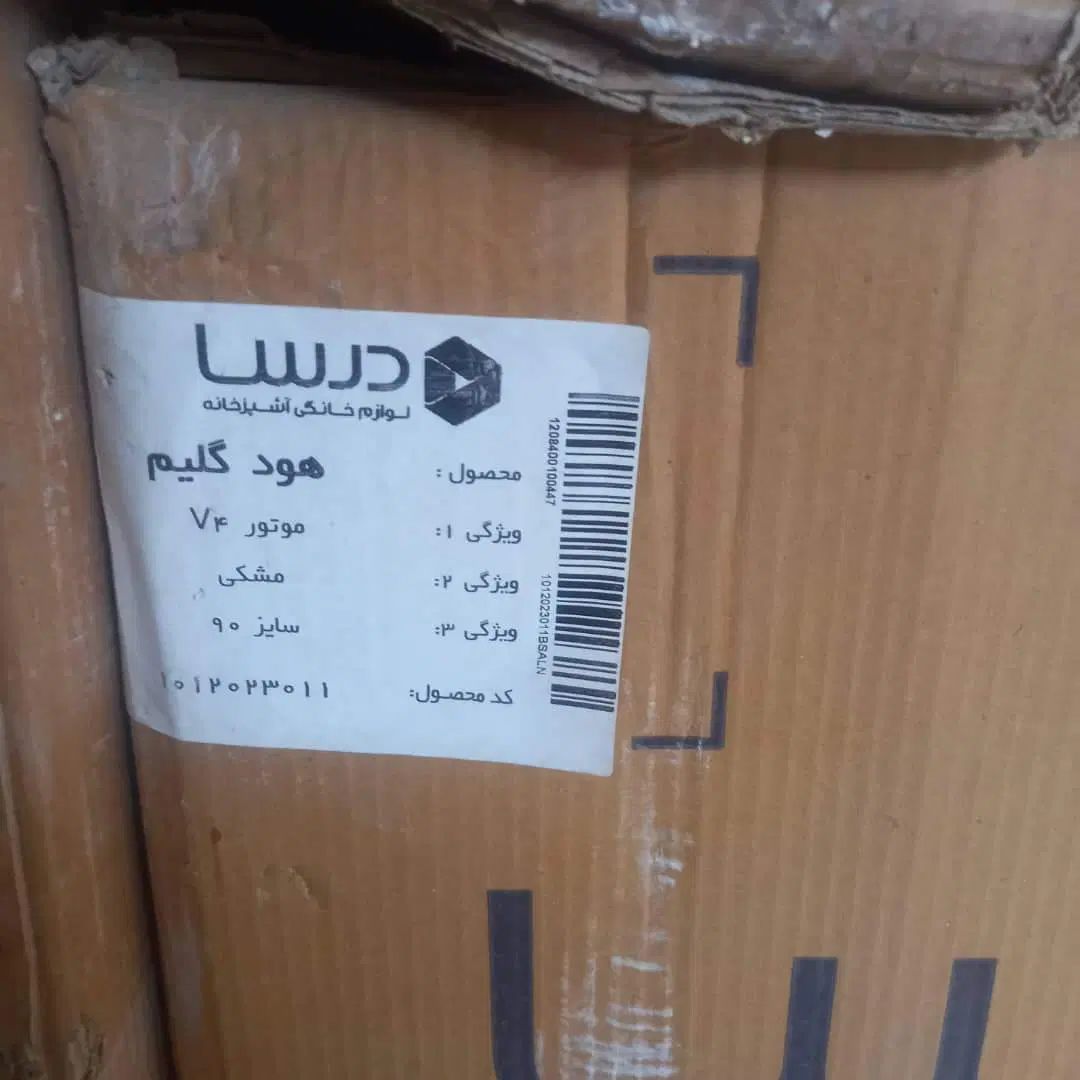 درسا
لوازم خانگی آشپزخانه
محصول : هود گلیم
ویژگی ۱: موتور V۴
ویژگی ۲: مشکی
ویژگی ۳: سایز ۹۰
کد محصول: ۱۰۱۲۰۲۳۰۱۱
1208400100447
1012023011BSALN